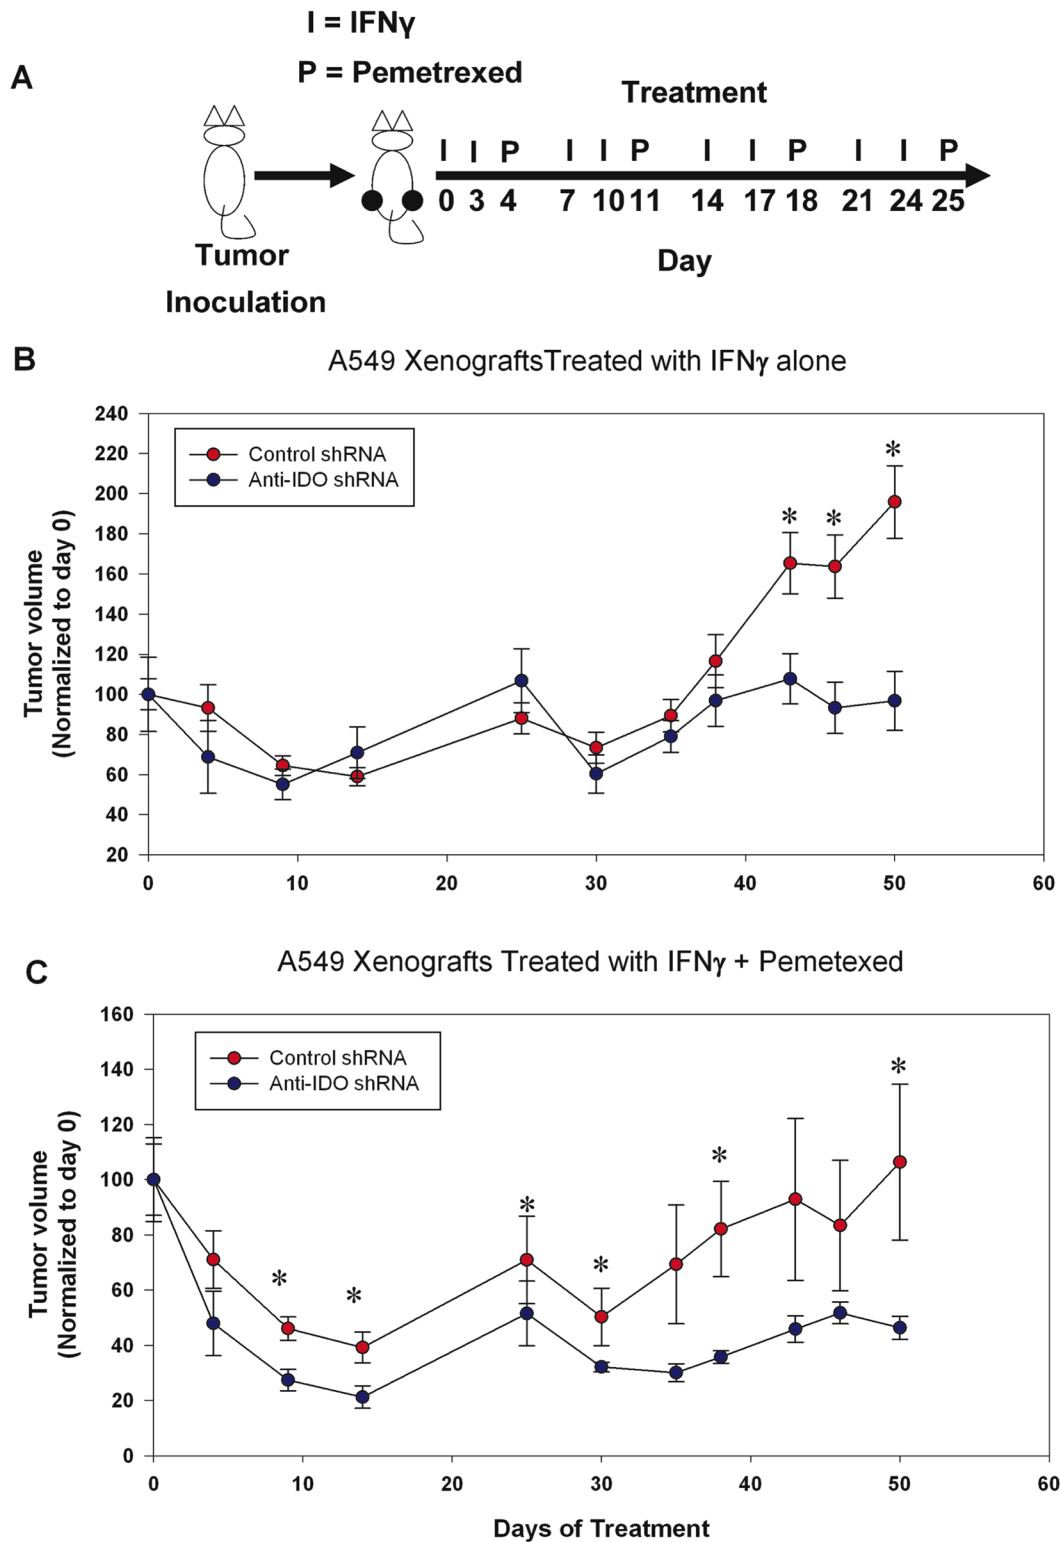 I = IFNγ
P = Pemetrexed
A
Treatment
I I P I I P I I P I I P
0 3 4 7 10 11 14 17 18 21 24 25
Tumor
Inoculation
Day
B
A549 XenograftsTreated with IFNγ alone
240
220
200
180
160
140
120
100
80
60
40
20
Tumor volume
(Normalized to day 0)
Control shRNA
Anti-IDO shRNA
* * *
0 10 20 30 40 50 60
C
A549 Xenografts Treated with IFNγ + Pemetexed
160
140
120
100
80
60
40
20
0
Tumor volume
(Normalized to day 0)
Control shRNA
Anti-IDO shRNA
* * * * * *
0 10 20 30 40 50 60
Days of Treatment